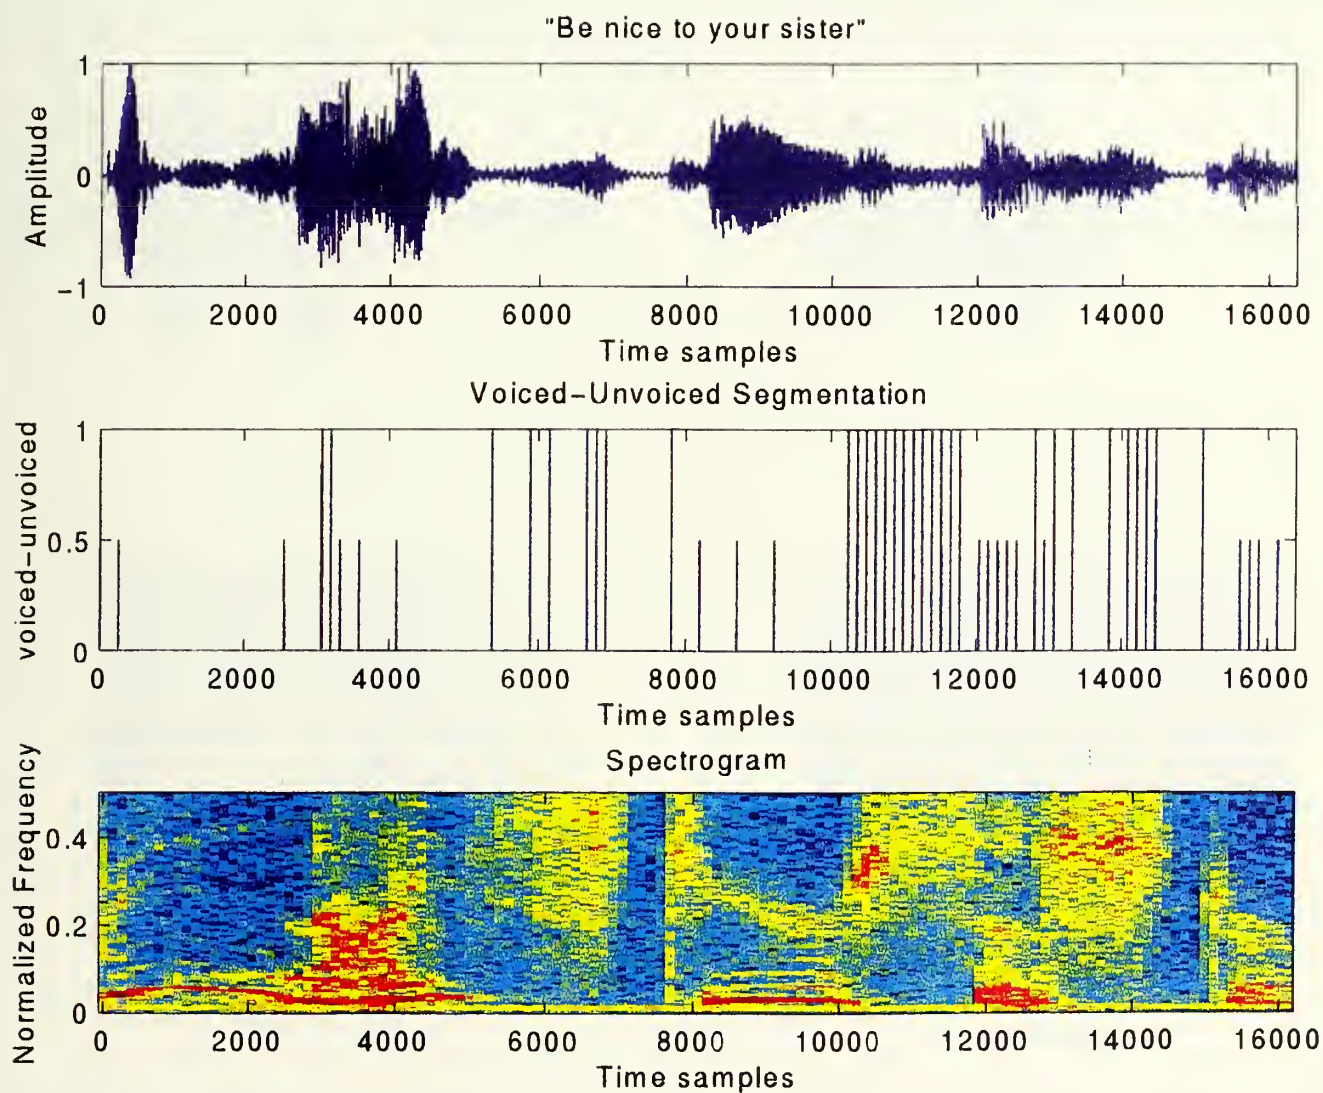 "Be nice to your sister"
Amplitude
1
0
−1
0 2000 4000 6000 8000 10000 12000 14000 16000
Time samples
Voiced−Unvoiced Segmentation
voiced−unvoiced
1
0.5
0
0 2000 4000 6000 8000 10000 12000 14000 16000
Time samples
Spectrogram
Normalized Frequency
0.4
0.2
0
0 2000 4000 6000 8000 10000 12000 14000 16000
Time samples